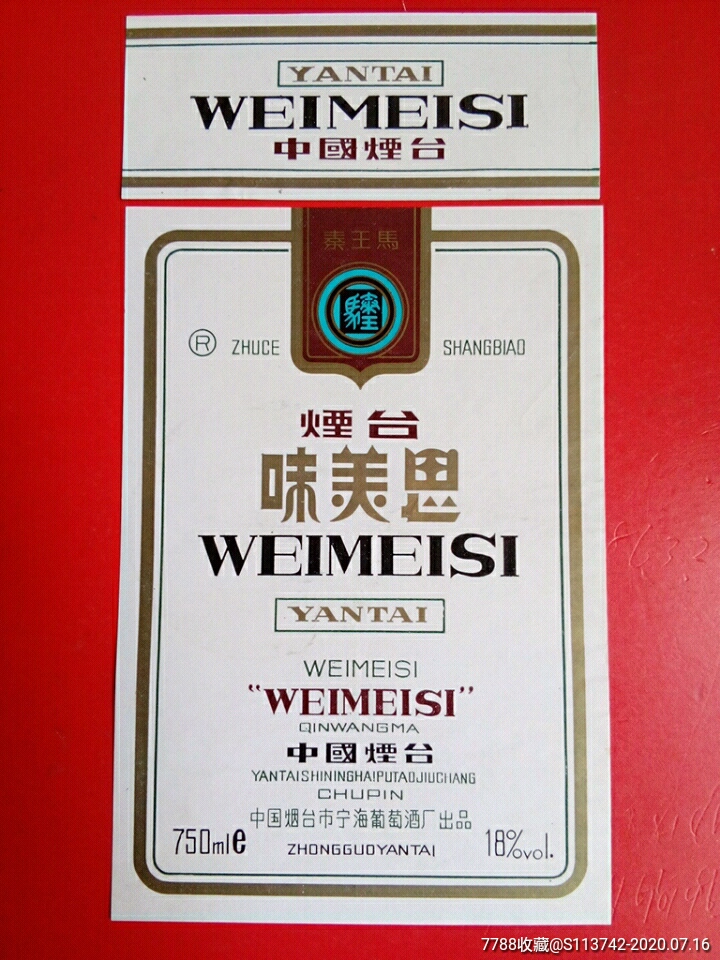 YANTAI
WEIMEISI
中國煙台
秦王馬
® ZHUCE SHANGBIAO
煙台
味美思
WEIMEISI
YANTAI
WEIMEISI
“WEIMEISI”
QINWANGMA
中國煙台
YANTAISHININGHAIPUTAOJIUCHANG
CHUPIN
中国烟台市宁海葡萄酒厂出品
750ml℮ ZHONGGUOYANTAI 18%vol.
7788收藏@S113742-2020.07.16